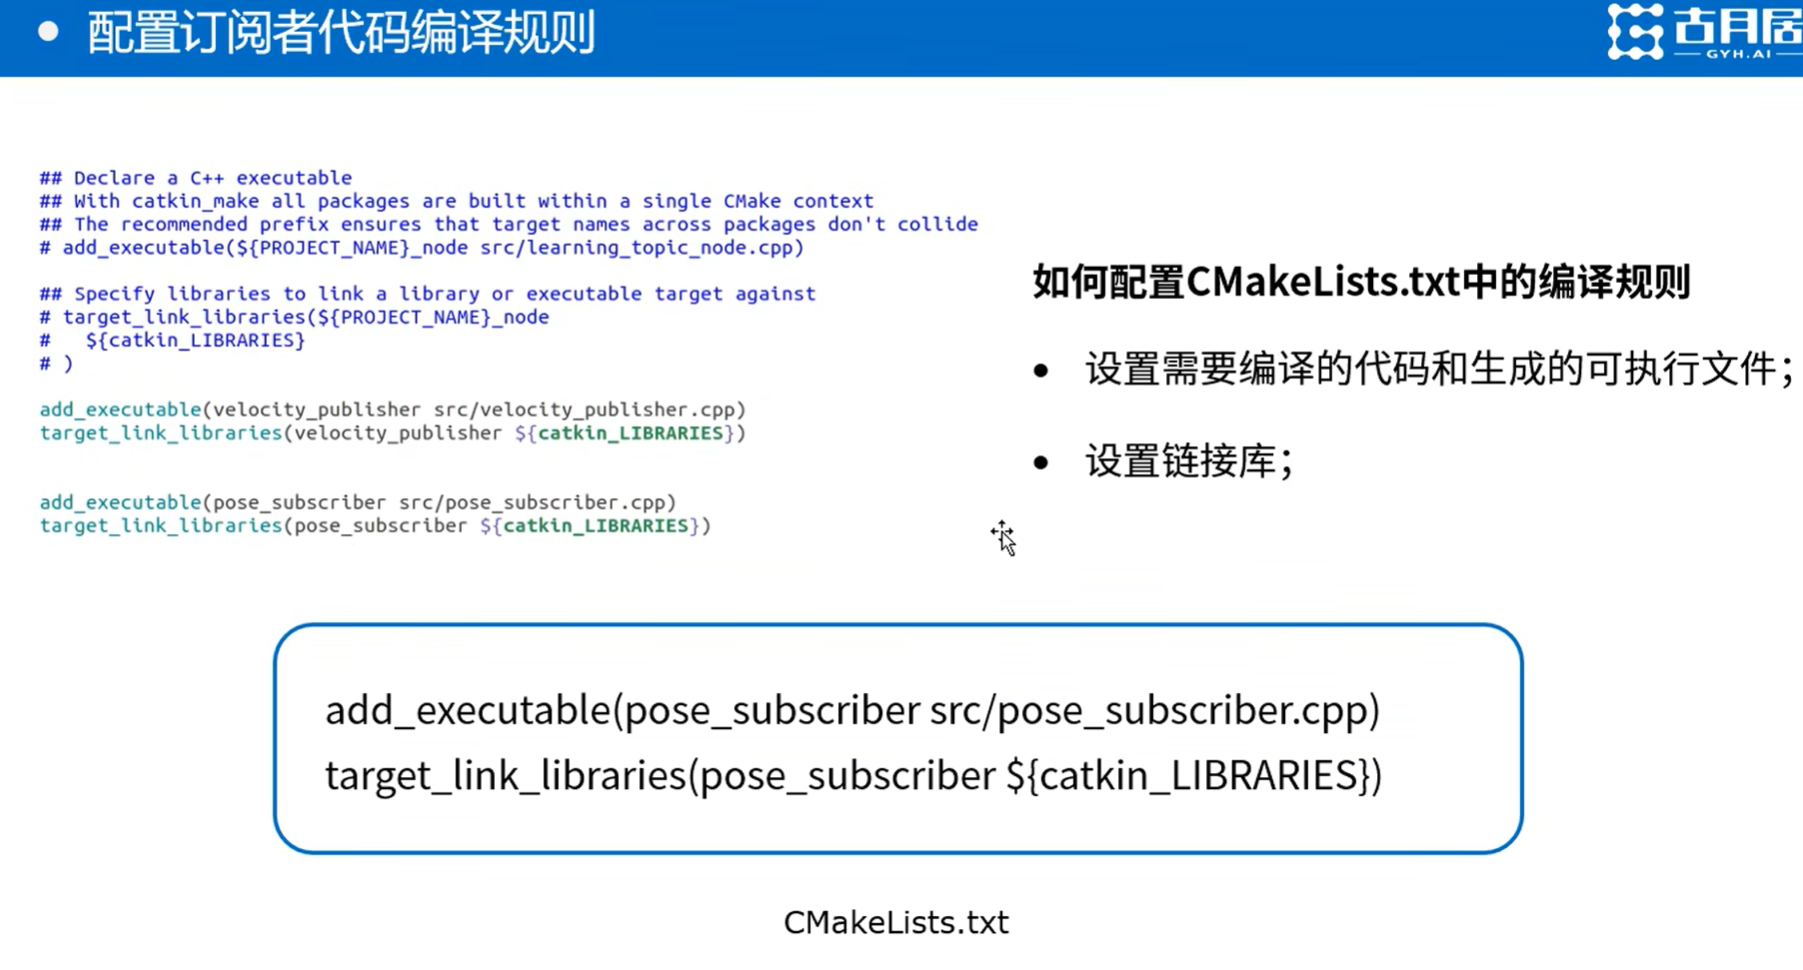 配置订阅者代码编译规则
古月居
GYH.AI
## Declare a C++ executable
## With catkin_make all packages are built within a single CMake context
## The recommended prefix ensures that target names across packages don't collide
# add_executable(${PROJECT_NAME}_node src/learning_topic_node.cpp)
## Specify libraries to link a library or executable target against
# target_link_libraries(${PROJECT_NAME}_node
#   ${catkin_LIBRARIES}
# )
add_executable(velocity_publisher src/velocity_publisher.cpp)
target_link_libraries(velocity_publisher ${catkin_LIBRARIES})
add_executable(pose_subscriber src/pose_subscriber.cpp)
target_link_libraries(pose_subscriber ${catkin_LIBRARIES})
如何配置CMakeLists.txt中的编译规则
• 设置需要编译的代码和生成的可执行文件；
• 设置链接库；
add_executable(pose_subscriber src/pose_subscriber.cpp)
target_link_libraries(pose_subscriber ${catkin_LIBRARIES})
CMakeLists.txt